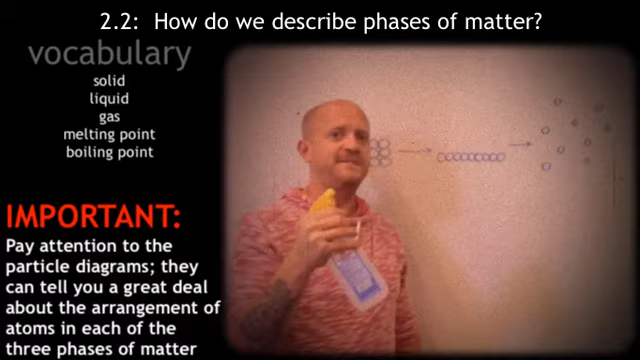 2.2: How do we describe phases of matter?
vocabulary
solid
liquid
gas
melting point
boiling point
IMPORTANT:
Pay attention to the
particle diagrams; they
can tell you a great deal
about the arrangement of
atoms in each of the
three phases of matter